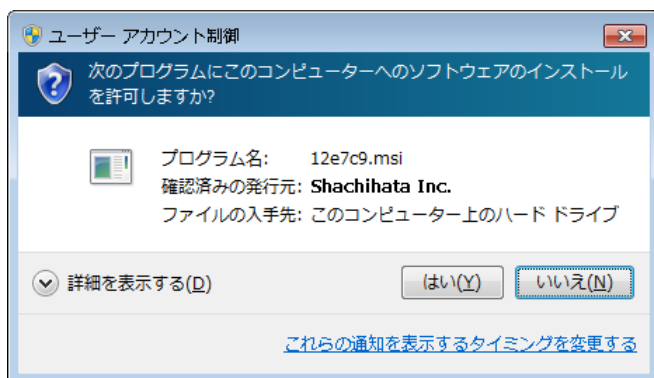 ユーザー アカウント制御
次のプログラムにこのコンピューターへのソフトウェアのインストール
を許可しますか?
プログラム名: 12e7c9.msi
確認済みの発行元: Shachihata Inc.
ファイルの入手先: このコンピューター上のハード ドライブ
詳細を表示する(D) はい(Y) いいえ(N)
これらの通知を表示するタイミングを変更する